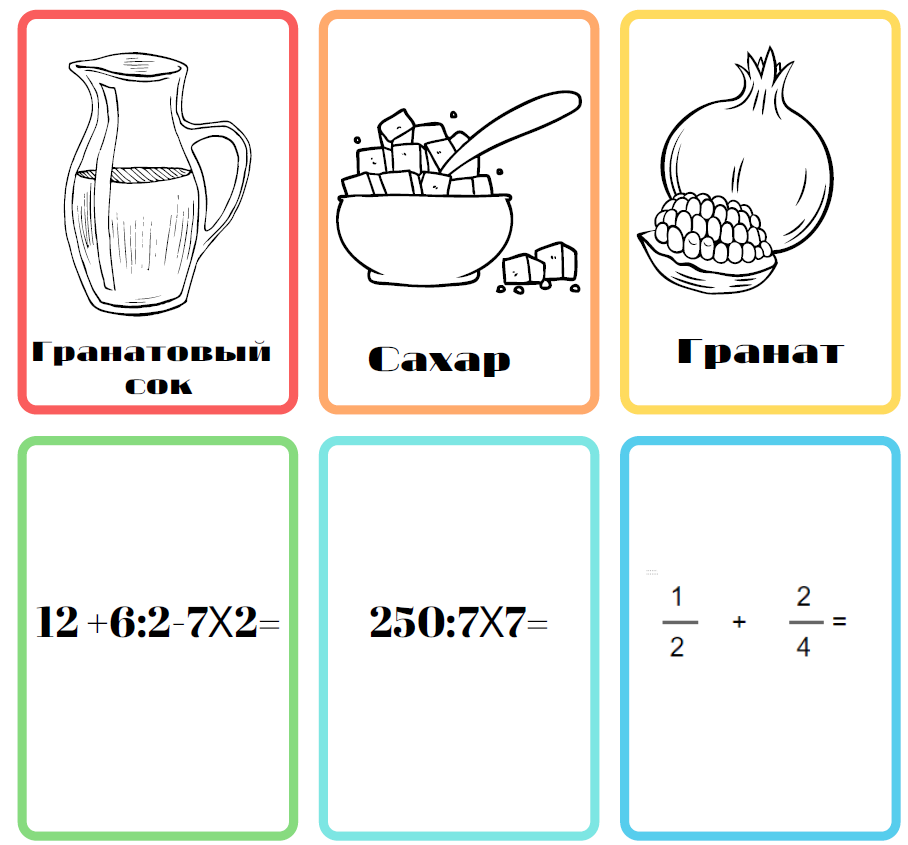 Гранатовый
сок
Сахар
Гранат
12 +6:2-7X2=
250:7X7=
1/2 + 2/4 =